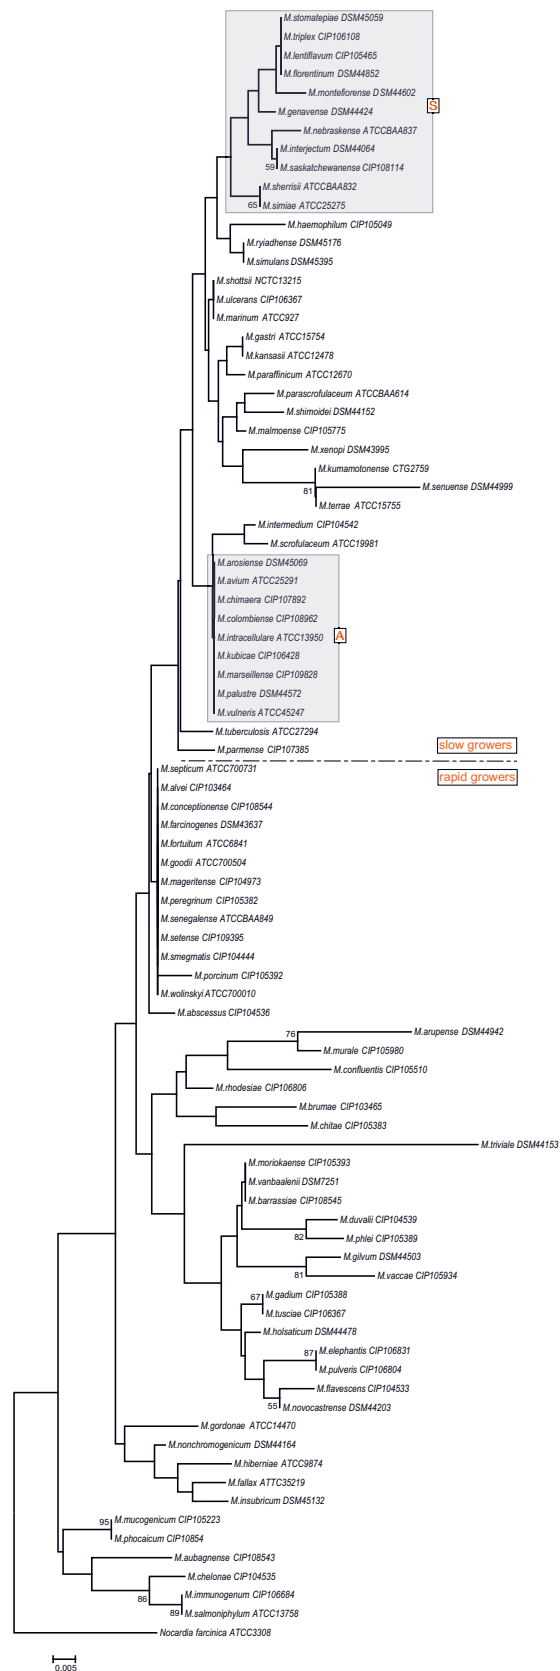 M.stomatepiae DSM45059
M.triplex CIP106108
M.lentiflavum CIP105465
M.florentinum DSM44852
M.montefiorense DSM44602
S
M.genavense DSM44424
M.nebraskense ATCCBAA837
M.interjectum DSM44064
59
M.saskatchewanense CIP108114
M.sherrisii ATCCBAA832
65
M.simiae ATCC25275
M.haemophilum CIP105049
M.ryiadhense DSM45176
M.simulans DSM45395
M.shottsii NCTC13215
M.ulcerans CIP106367
M.marinum ATCC927
M.gastri ATCC15754
M.kansasii ATCC12478
M.paraffinicum ATCC12670
M.parascrofulaceum ATCCBAA614
M.shimoidei DSM44152
M.malmoense CIP105775
M.xenopi DSM43995
M.kumamotonense CTG2759
M.senuense DSM44999
81
M.terrae ATCC15755
M.intermedium CIP104542
M.scrofulaceum ATCC19981
M.arosiense DSM45069
M.avium ATCC25291
M.chimaera CIP107892
M.colombiense CIP108962
M.intracellulare ATCC13950
A
M.kubicae CIP106428
M.marseillense CIP109828
M.palustre DSM44572
M.vulneris ATCC45247
M.tuberculosis ATCC27294
M.parmense CIP107385
slow growers
rapid growers
M.septicum ATCC700731
M.alvei CIP103464
M.conceptionense CIP108544
M.farcinogenes DSM43637
M.fortuitum ATCC6841
M.goodii ATCC700504
M.mageritense CIP104973
M.peregrinum CIP105382
M.senegalense ATCCBAA849
M.setense CIP109395
M.smegmatis CIP104444
M.porcinum CIP105392
M.wolinskyi ATCC700010
M.abscessus CIP104536
76
M.arupense DSM44942
M.murale CIP105980
M.confluentis CIP105510
M.rhodesiae CIP106806
M.brumae CIP103465
M.chitae CIP105383
M.triviale DSM44153
M.moriokaense CIP105393
M.vanbaalenii DSM7251
M.barrassiae CIP108545
M.duvalii CIP104539
82
M.phlei CIP105389
M.gilvum DSM44503
81
M.vaccae CIP105934
67
M.gadium CIP105388
M.tusciae CIP106367
M.holsaticum DSM44478
87
M.elephantis CIP106831
M.pulveris CIP106804
M.flavescens CIP104533
55
M.novocastrense DSM44203
M.gordonae ATCC14470
M.nonchromogenicum DSM44164
M.hiberniae ATCC9874
M.fallax ATTC35219
M.insubricum DSM45132
95
M.mucogenicum CIP105223
M.phocaicum CIP10854
M.aubagnense CIP108543
M.chelonae CIP104535
86
M.immunogenum CIP106684
89
M.salmoniphylum ATCC13758
Nocardia farcinica ATCC3308
0.005